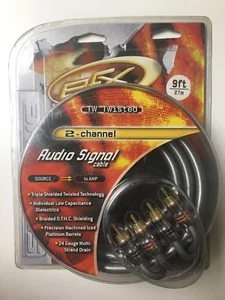 9ft
2.7m
TW Twisted
2-channel
Audio Signal
cable
SOURCE
to AMP
• Triple Shielded Twisted Technology
• Individual Low Capacitance
Dielectrics
• Braided O.F.H.C. Shielding
• Precision Machined Iced
Platinum Barrels
• 24 Gauge Multi-
Strand Drain